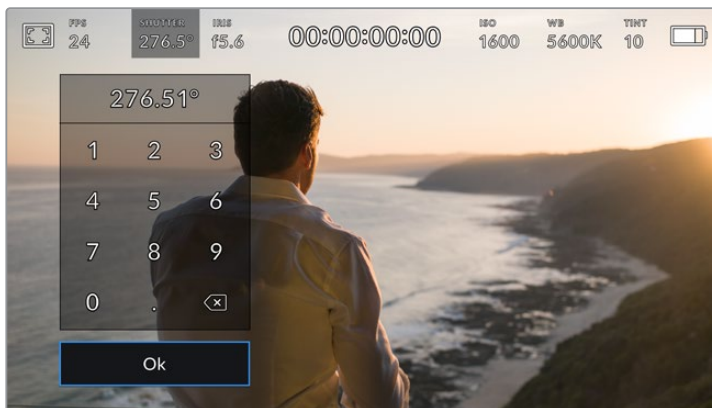 FPS SHUTTER IRIS ISO WB TINT
24 276.5° f5.6 00:00:00:00 1600 5600K 10
276.51°
1 2 3
4 5 6
7 8 9
0 .
Ok